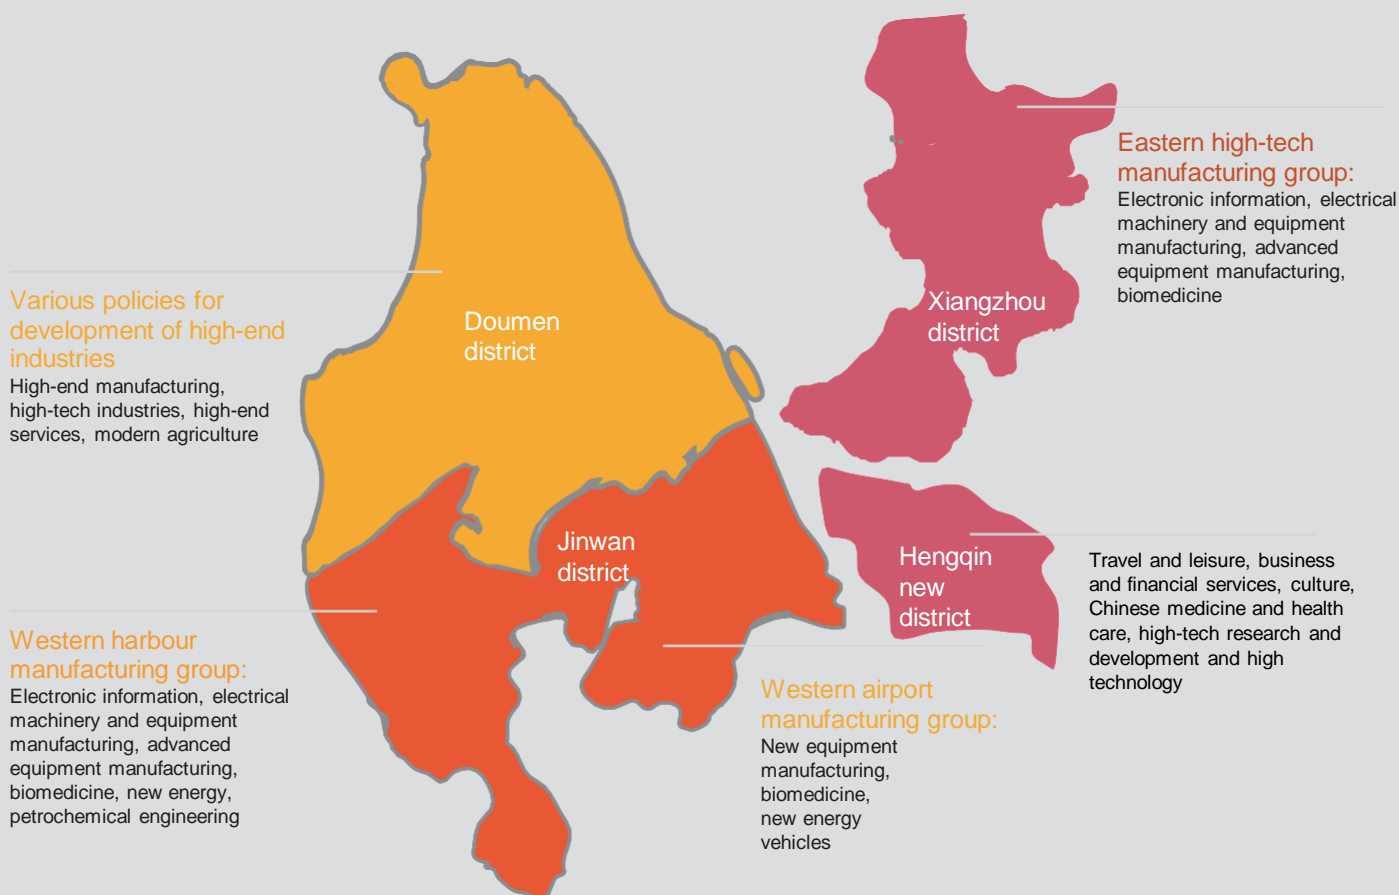 Eastern high-tech
manufacturing group:
Electronic information, electrical
machinery and equipment
manufacturing, advanced
equipment manufacturing,
biomedicine
Xiangzhou
district
Various policies for
development of high-end
industries
High-end manufacturing,
high-tech industries, high-end
services, modern agriculture
Doumen
district
Jinwan
district
Hengqin
new
district
Travel and leisure, business
and financial services, culture,
Chinese medicine and health
care, high-tech research and
development and high
technology
Western harbour
manufacturing group:
Electronic information, electrical
machinery and equipment
manufacturing, advanced
equipment manufacturing,
biomedicine, new energy,
petrochemical engineering
Western airport
manufacturing group:
New equipment
manufacturing,
biomedicine,
new energy
vehicles